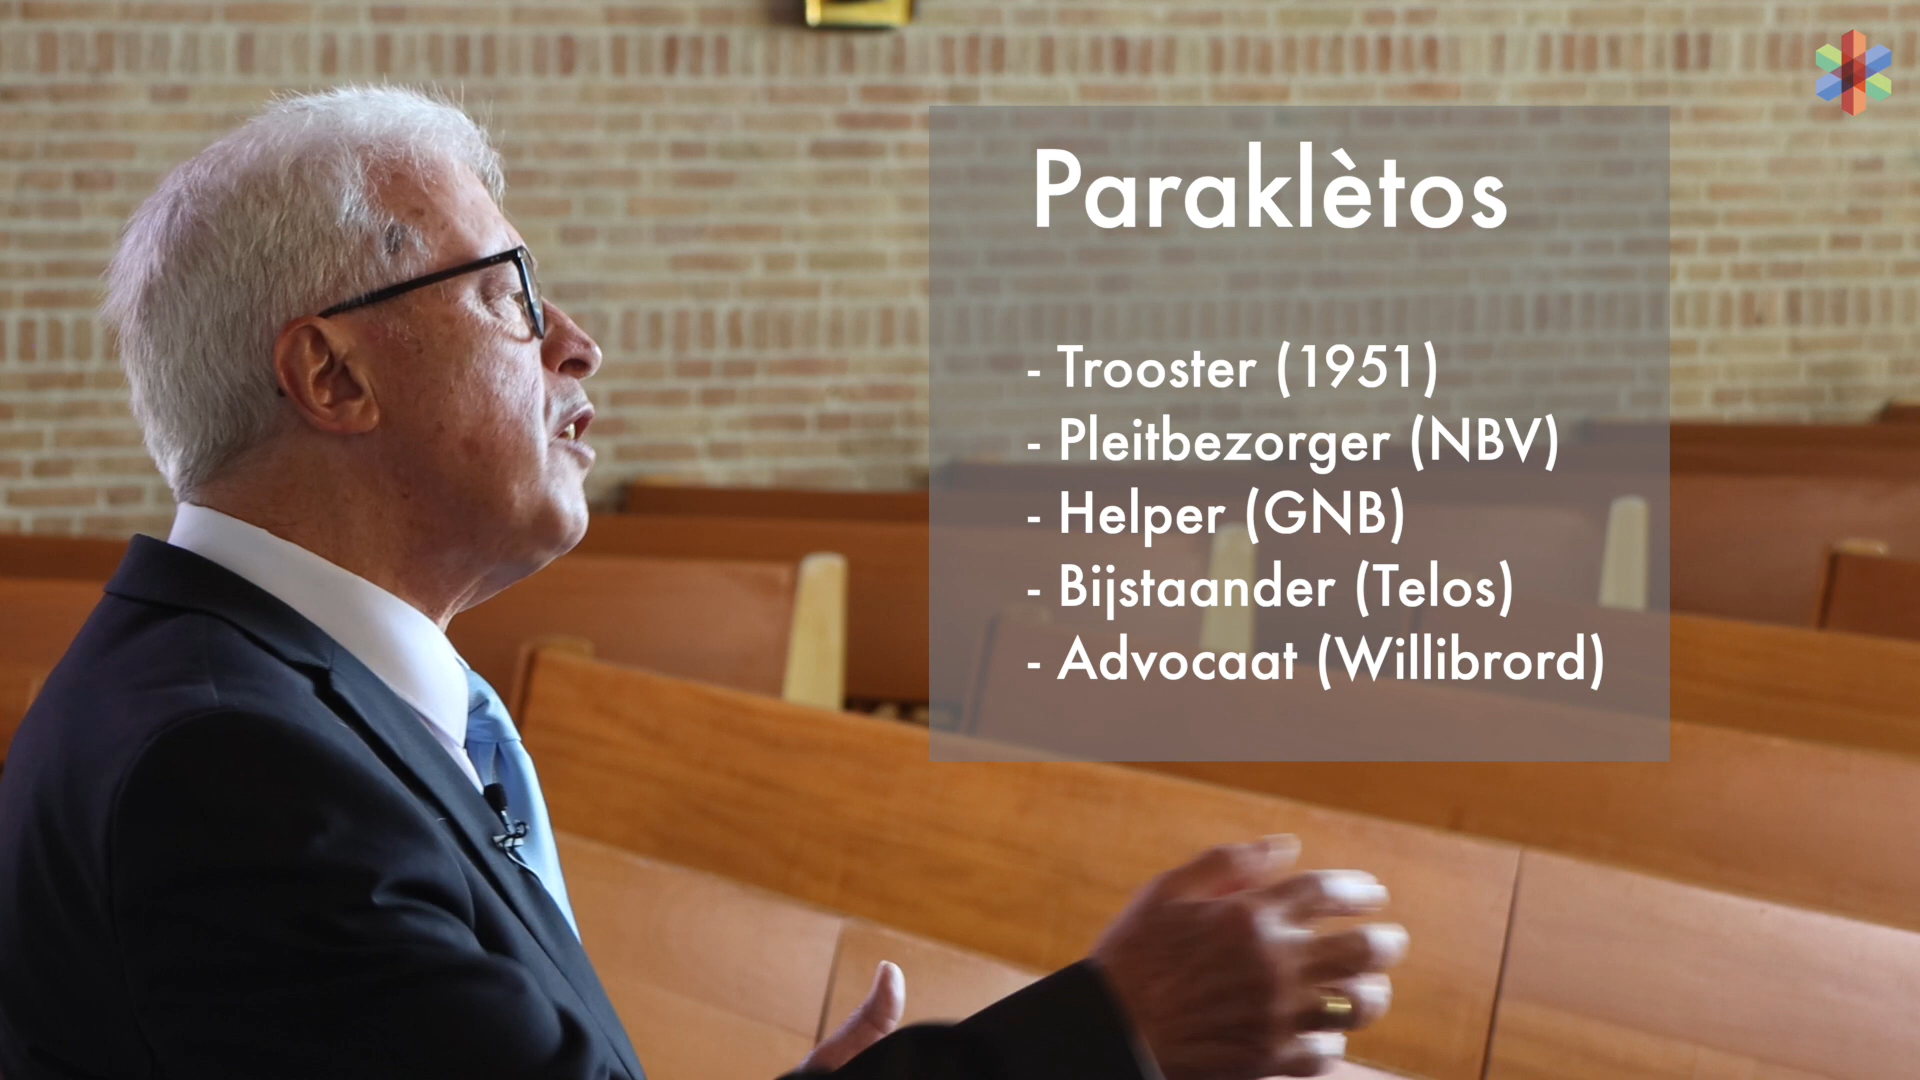 Paraklètos
- Trooster (1951)
- Pleitbezorger (NBV)
- Helper (GNB)
- Bijstaander (Telos)
- Advocaat (Willibrord)